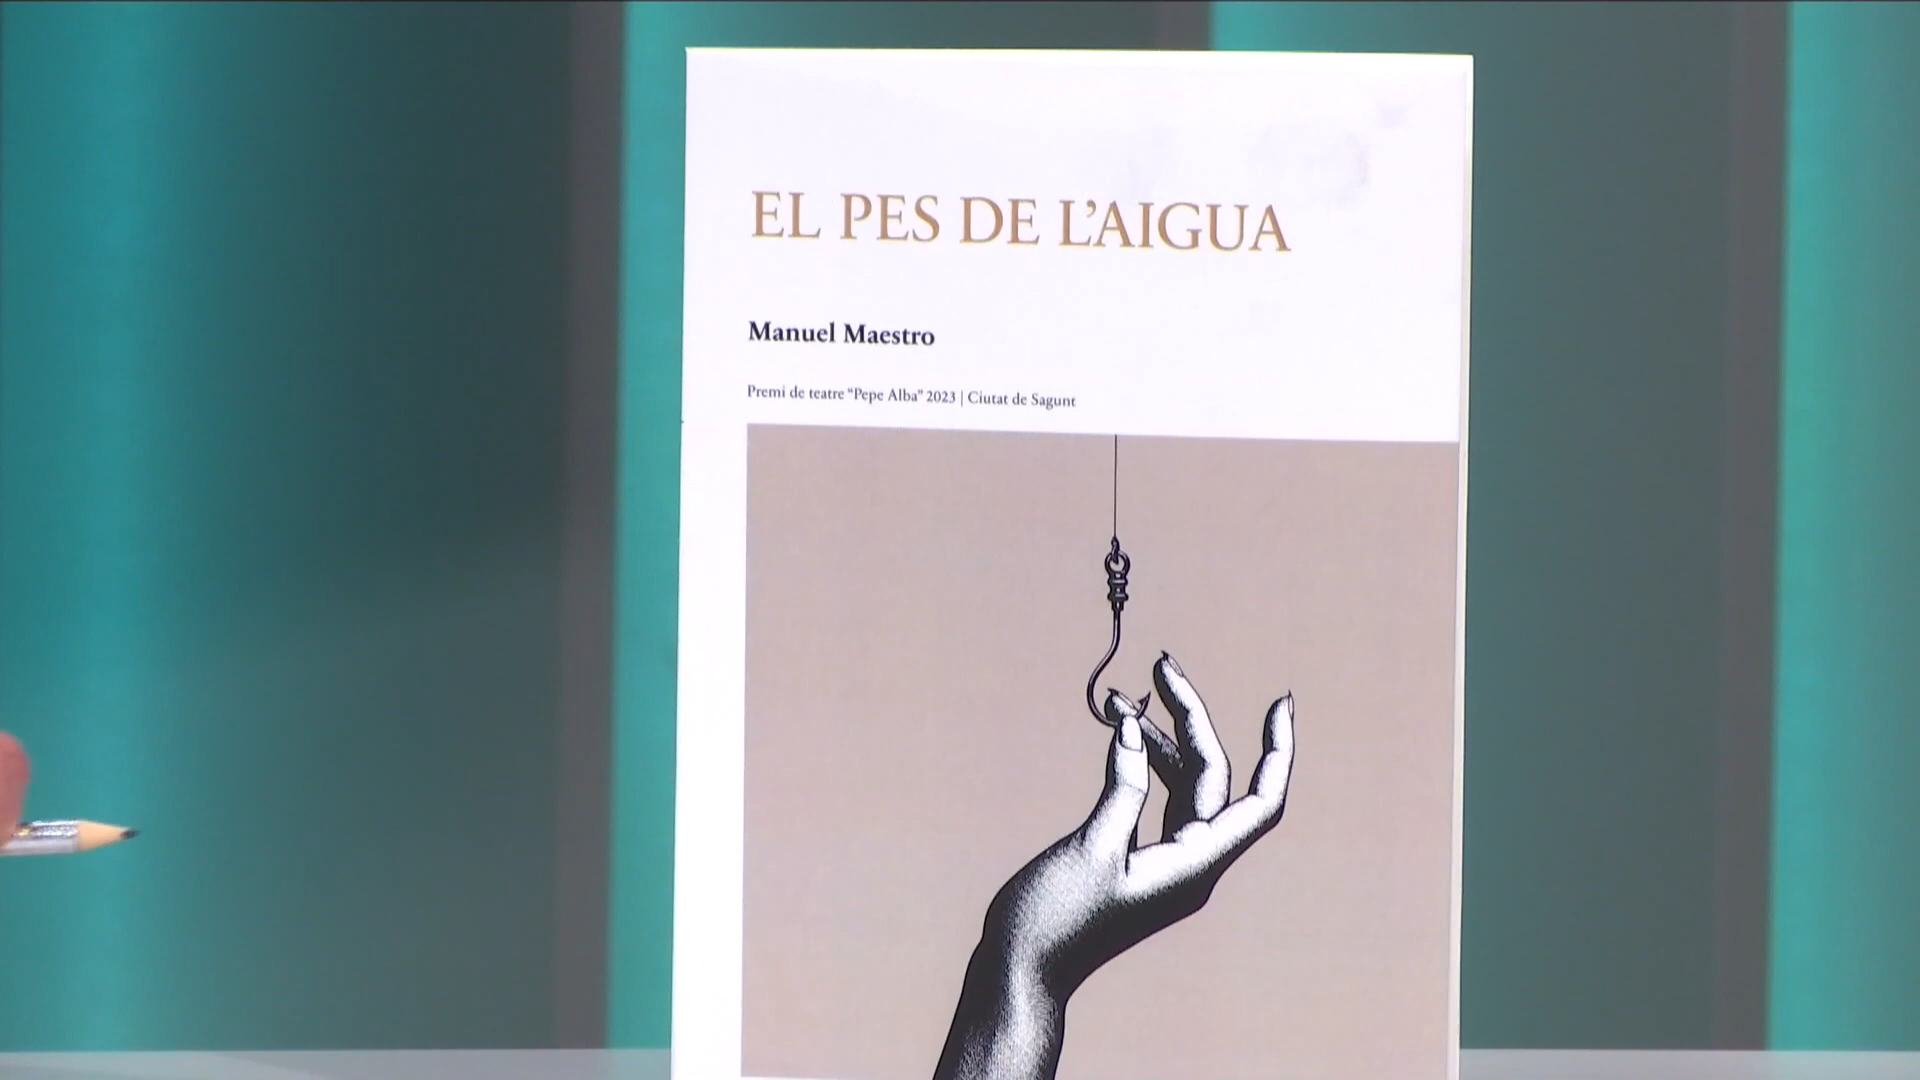 EL PES DE L’AIGUA
Manuel Maestro
Premi de teatre “Pepe Alba” 2023 | Ciutat de Sagunt